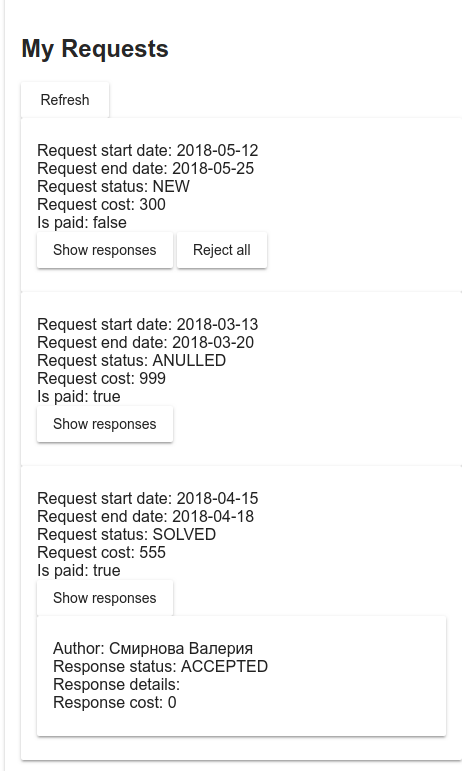 My Requests
Refresh
Request start date: 2018-05-12
Request end date: 2018-05-25
Request status: NEW
Request cost: 300
Is paid: false
Show responses Reject all
Request start date: 2018-03-13
Request end date: 2018-03-20
Request status: ANULLED
Request cost: 999
Is paid: true
Show responses
Request start date: 2018-04-15
Request end date: 2018-04-18
Request status: SOLVED
Request cost: 555
Is paid: true
Show responses
Author: Смирнова Валерия
Response status: ACCEPTED
Response details:
Response cost: 0